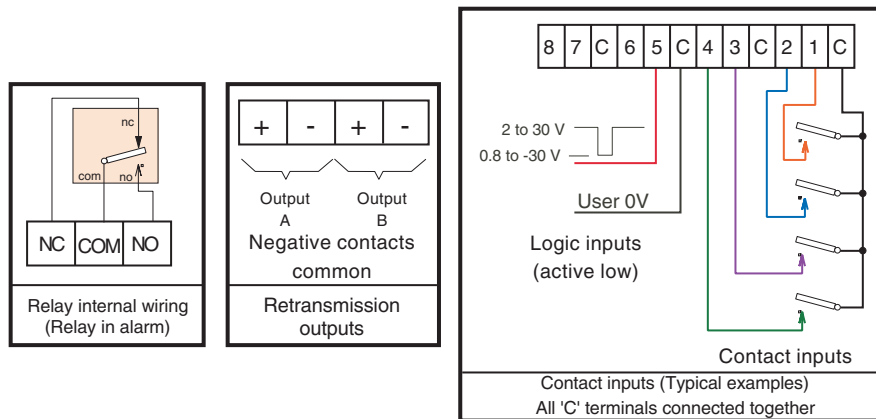 nc
com
no
NC COM NO
Relay internal wiring
(Relay in alarm)
+ - + -
Output
A
Output
B
Negative contacts
common
Retransmission
outputs
8 7 C 6 5 C 4 3 C 2 1 C
2 to 30 V
0.8 to -30 V
User 0V
Logic inputs
(active low)
Contact inputs
Contact inputs (Typical examples)
All 'C' terminals connected together